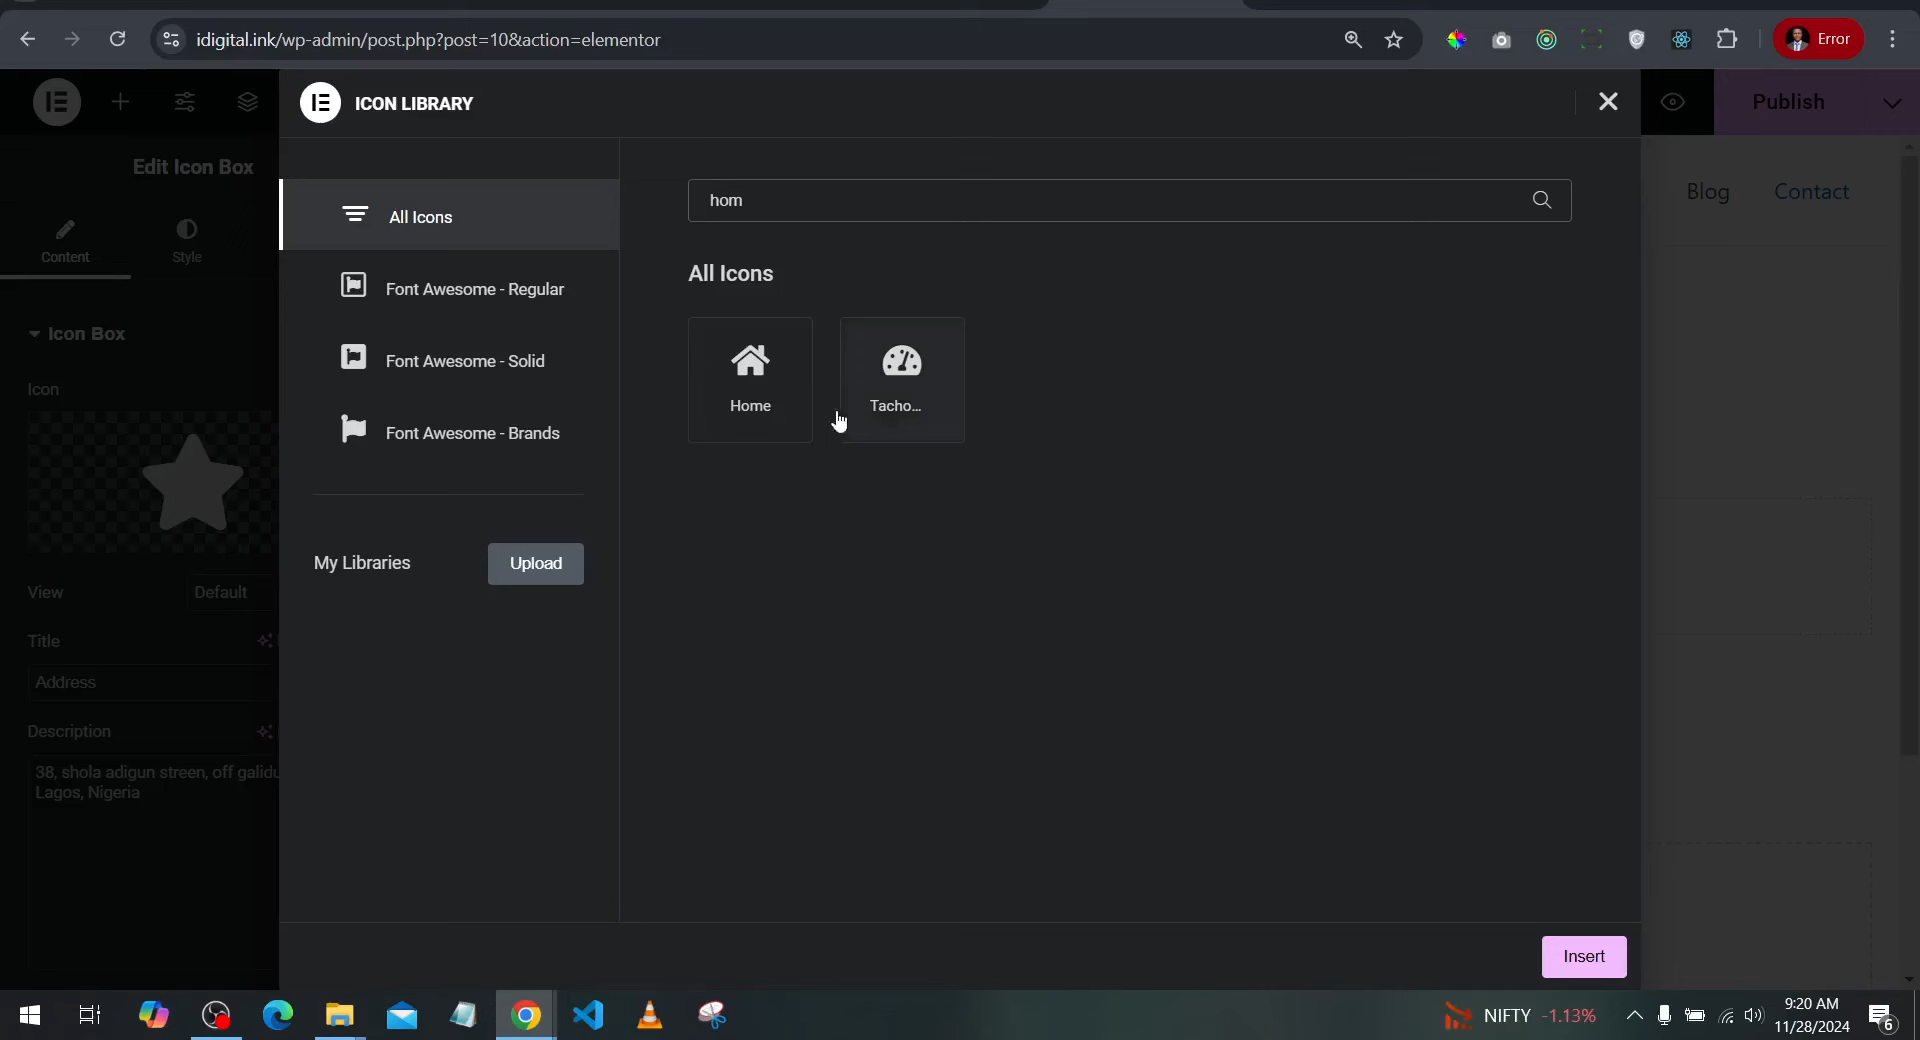 idigital.ink/wp-admin/post.php?post=10&action=elementor
Error
ICON LIBRARY
Publish
Edit Icon Box
Content
Style
Icon Box
Icon
View
Default
Title
Address
Description
38, shola adigun streen, off galidu
Lagos, Nigeria
All Icons
Font Awesome - Regular
Font Awesome - Solid
Font Awesome - Brands
My Libraries
Upload
hom
All Icons
Home
Tacho...
Blog
Contact
Insert
NIFTY -1.13%
9:20 AM
11/28/2024
6